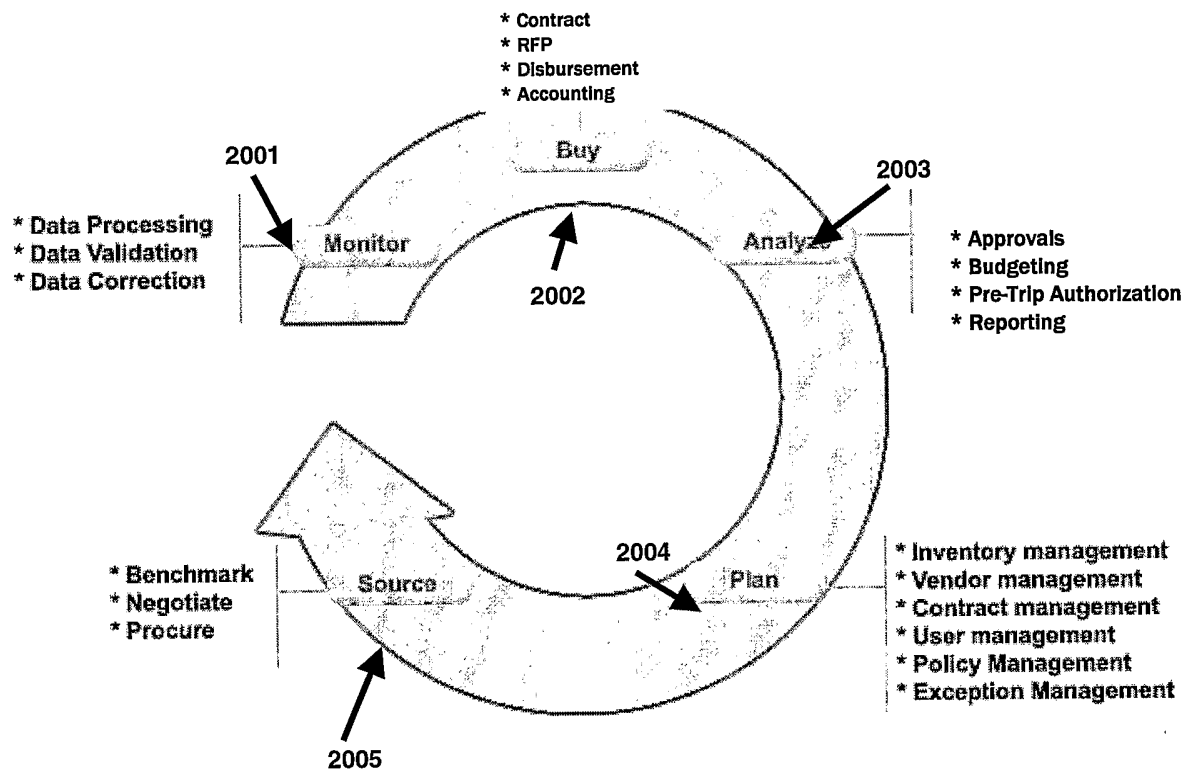 * Contract
* RFP
* Disbursement
* Accounting
Buy
2001
2003
* Data Processing
* Data Validation
* Data Correction
Monitor
Analyze
* Approvals
* Budgeting
* Pre-Trip Authorization
* Reporting
2002
2004
* Benchmark
* Negotiate
* Procure
Source
Plan
* Inventory management
* Vendor management
* Contract management
* User management
* Policy Management
* Exception Management
2005